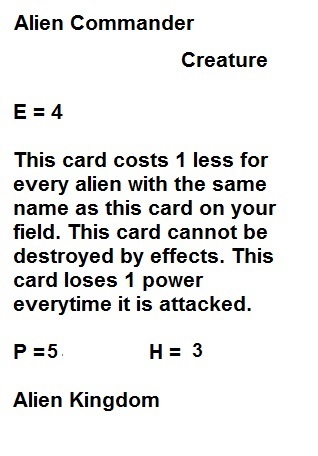 Alien Commander
Creature
E = 4
This card costs 1 less for
every alien with the same
name as this card on your
field. This card cannot be
destroyed by effects. This
card loses 1 power
everytime it is attacked.
P =5 H = 3
Alien Kingdom